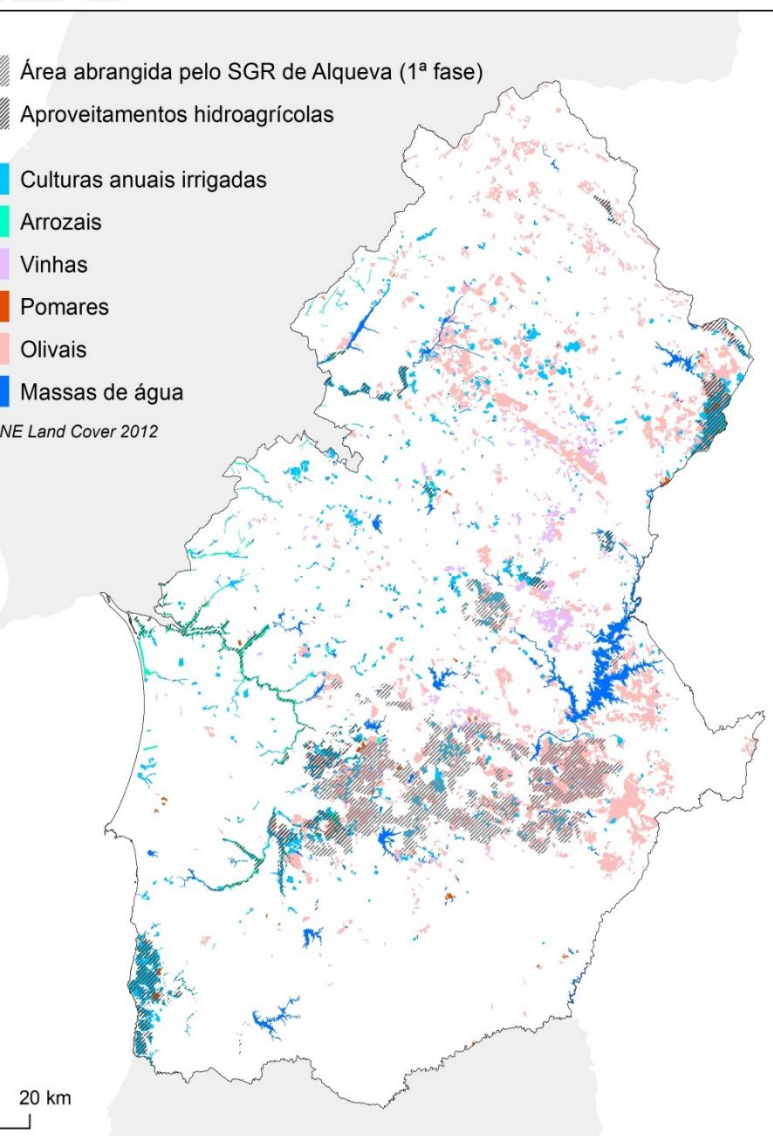 Área abrangida pelo SGR de Alqueva (1ª fase)
Aproveitamentos hidroagrícolas
Culturas anuais irrigadas
Arrozais
Vinhas
Pomares
Olivais
Massas de água
NE Land Cover 2012
20 km